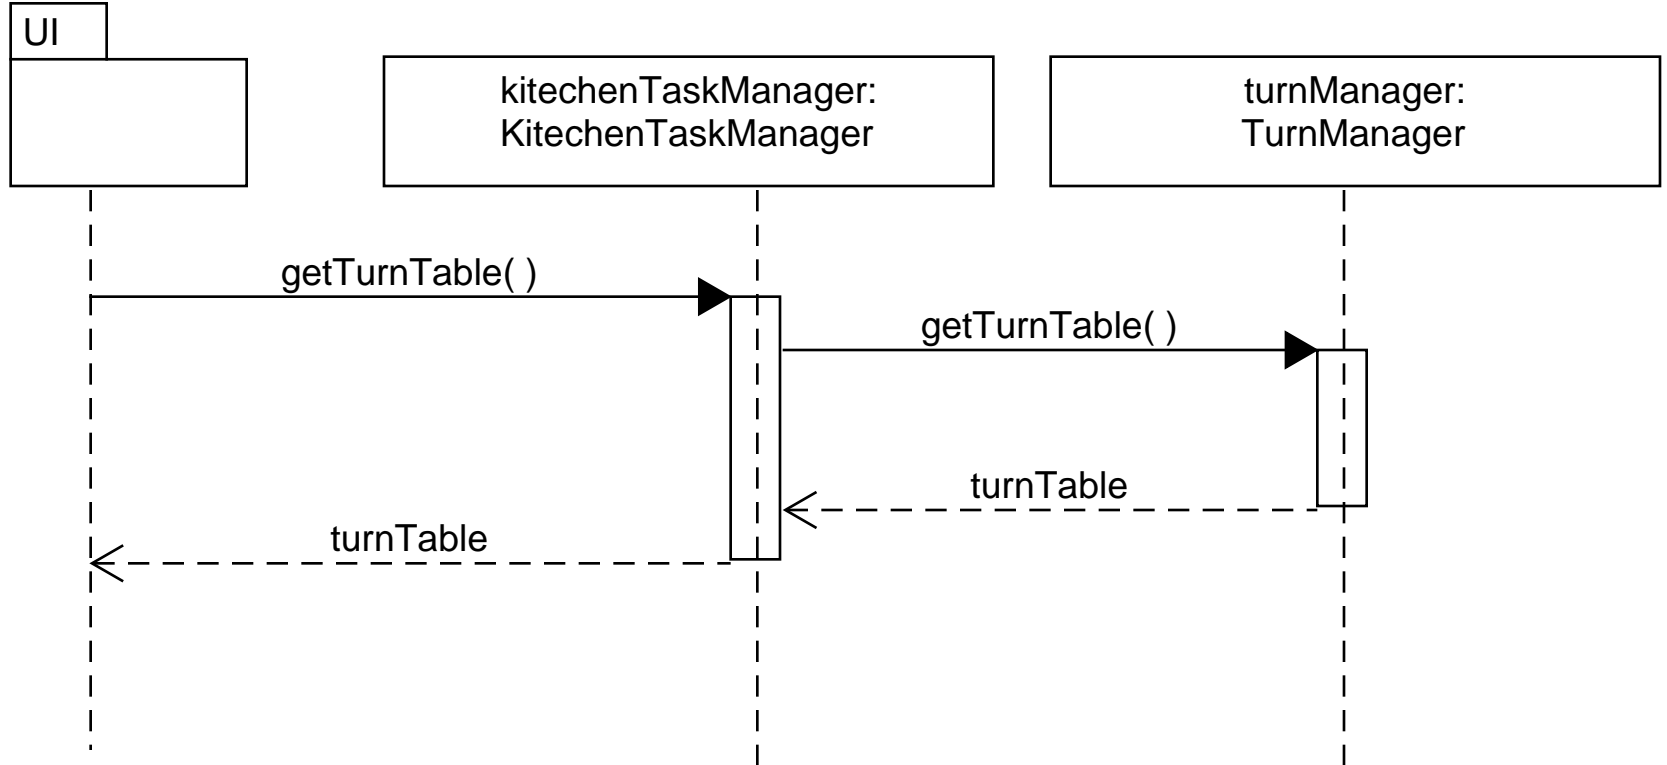 UI
kitechenTaskManager:
KitechenTaskManager
turnManager:
TurnManager
getTurnTable( )
getTurnTable( )
turnTable
turnTable